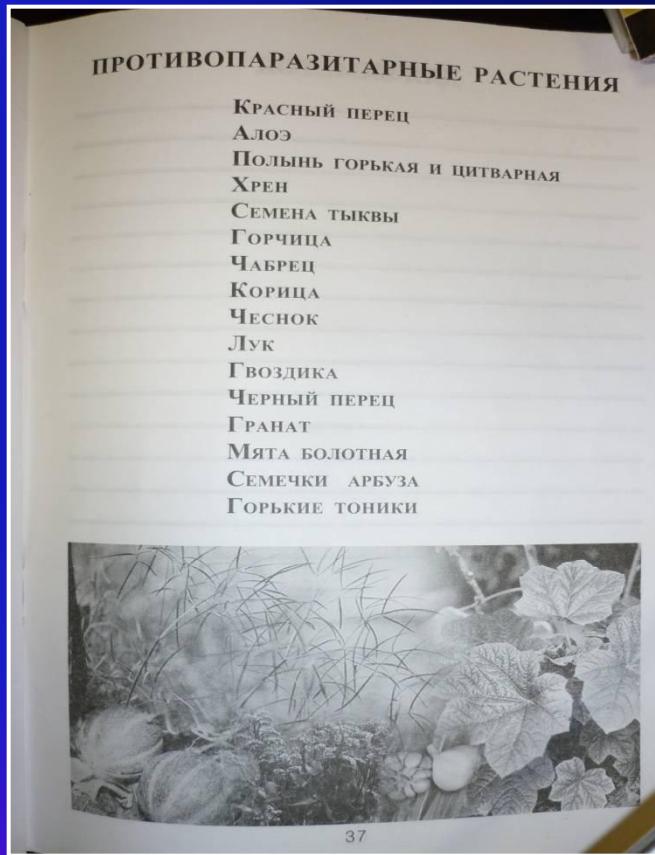 ПРОТИВОПАРАЗИТАРНЫЕ РАСТЕНИЯ
КРАСНЫЙ ПЕРЕЦ
АЛОЭ
ПОЛЫНЬ ГОРЬКАЯ И ЦИТВАРНАЯ
ХРЕН
СЕМЕНА ТЫКВЫ
ГОРЧИЦА
ЧАБРЕЦ
КОРИЦА
ЧЕСНОК
ЛУК
ГВОЗДИКА
ЧЕРНЫЙ ПЕРЕЦ
ГРАНАТ
МЯТА БОЛОТНАЯ
СЕМЕЧКИ АРБУЗА
ГОРЬКИЕ ТОНИКИ
37